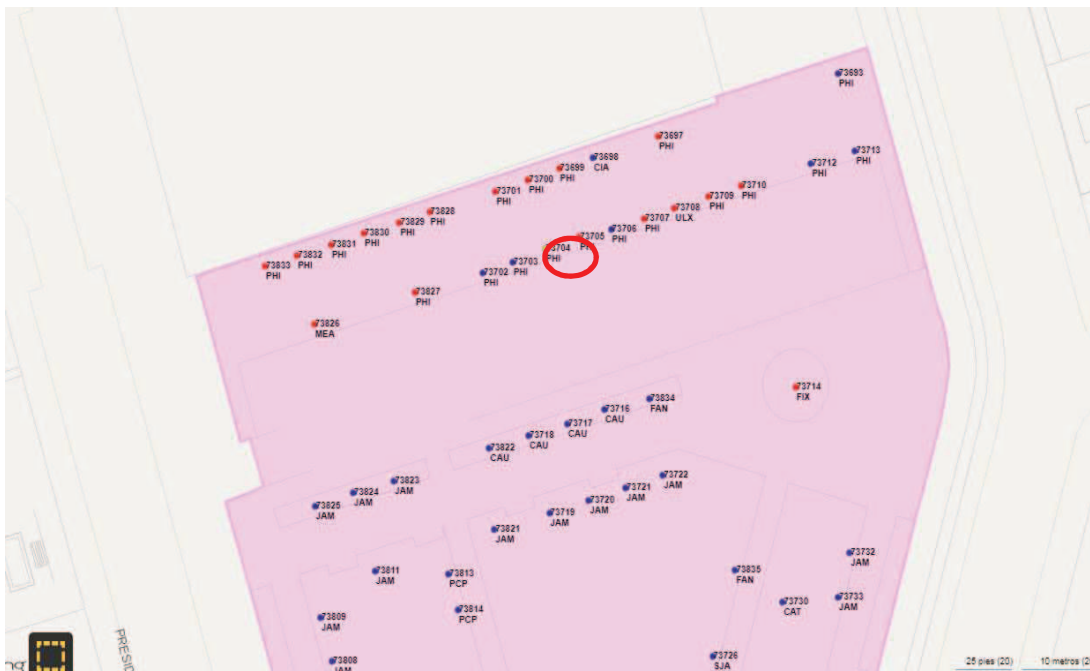 73693
PHI
73697
PHI
73698
CIA
73699
PHI
73700
PHI
73701
PHI
73713
PHI
73712
PHI
73710
PHI
73709
PHI
73708
ULX
73707
PHI
73706
PHI
73705
PHI
73704
PHI
73703
PHI
73702
PHI
73828
PHI
73829
PHI
73830
PHI
73831
PHI
73832
PHI
73833
PHI
73827
PHI
73826
MEA
73714
FIX
73834
FAN
73716
CAU
73717
CAU
73718
CAU
73822
CAU
73823
JAM
73824
JAM
73825
JAM
73722
JAM
73721
JAM
73720
JAM
73719
JAM
73821
JAM
73732
JAM
73835
FAN
73811
JAM
73813
PCP
73730
CAT
73733
JAM
73814
PCP
73809
JAM
73726
SJA
73808
JAM
25 pies (20)
10 metros (2